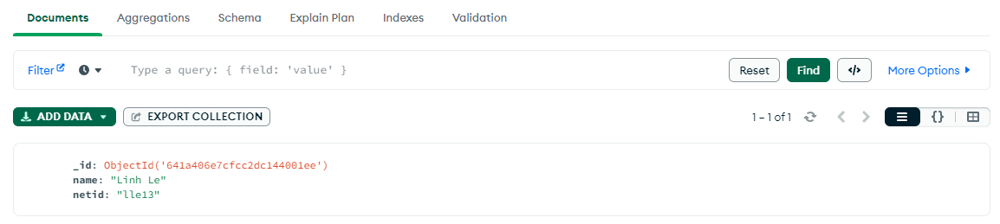 Documents Aggregations Schema Explain Plan Indexes Validation
Filter Type a query: { field: 'value' } Reset Find </> More Options
ADD DATA EXPORT COLLECTION 1 – 1 of 1 {}
_id: ObjectId('641a406e7cfcc2dc144001ee')
name: "Linh Le"
netid: "lle13"